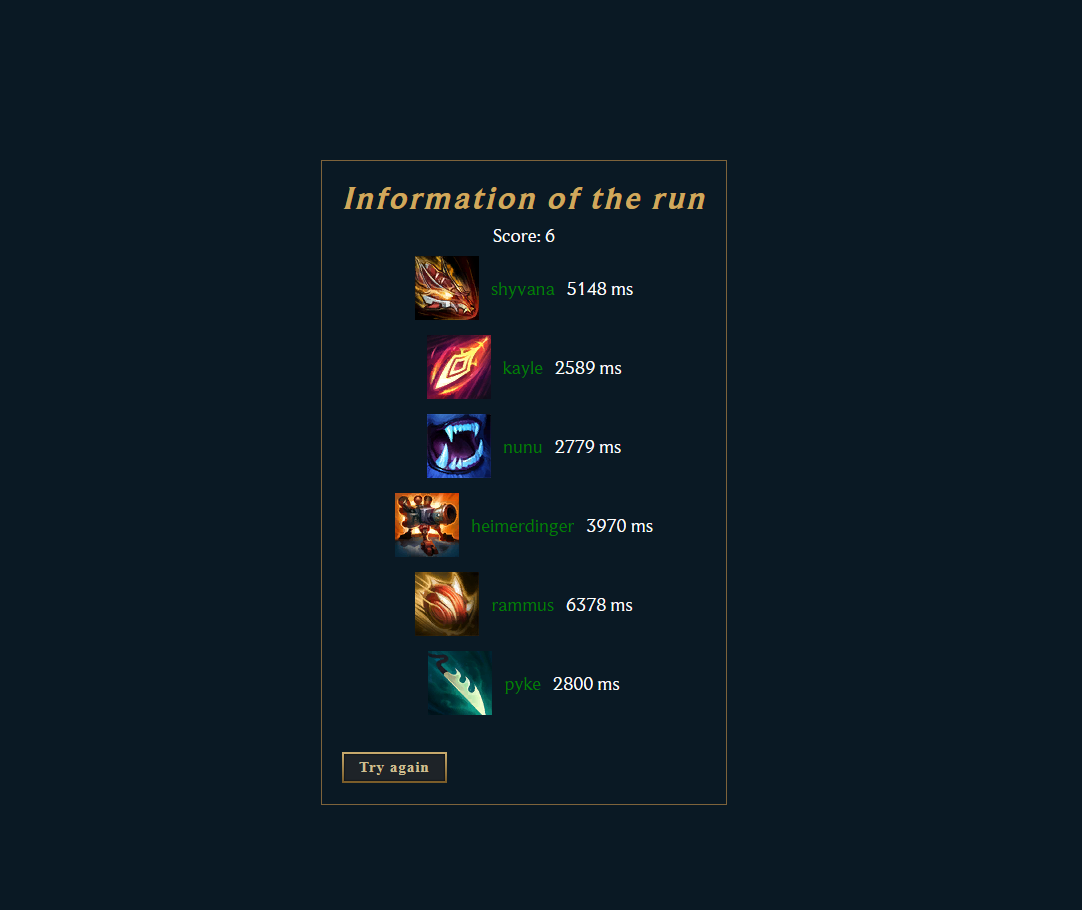 Information of the run
Score: 6
shyvana 5148 ms
kayle 2589 ms
nunu 2779 ms
heimerdinger 3970 ms
rammus 6378 ms
pyke 2800 ms
Try again